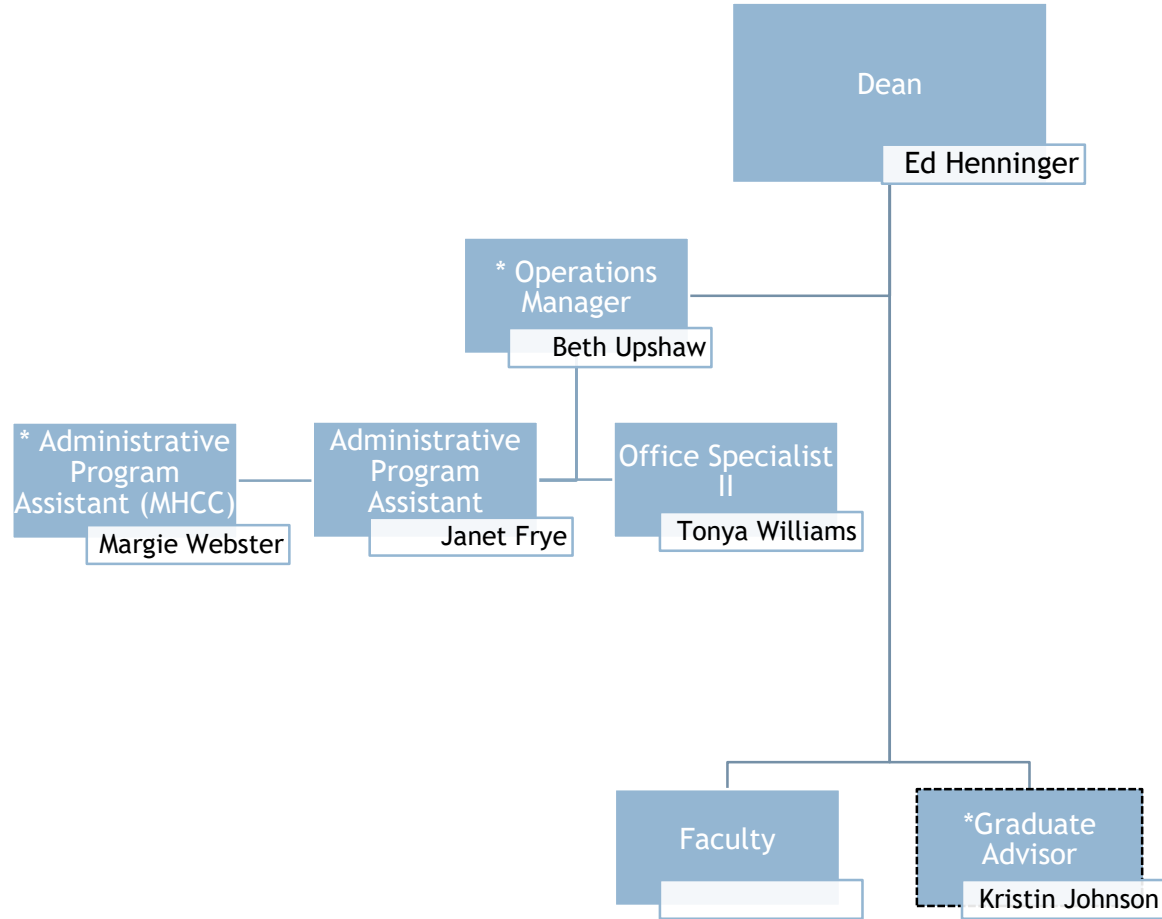 Dean
Ed Henninger
* Operations
Manager
Beth Upshaw
* Administrative
Program
Assistant (MHCC)
Margie Webster
Administrative
Program
Assistant
Janet Frye
Office Specialist
II
Tonya Williams
Faculty
*Graduate
Advisor
Kristin Johnson